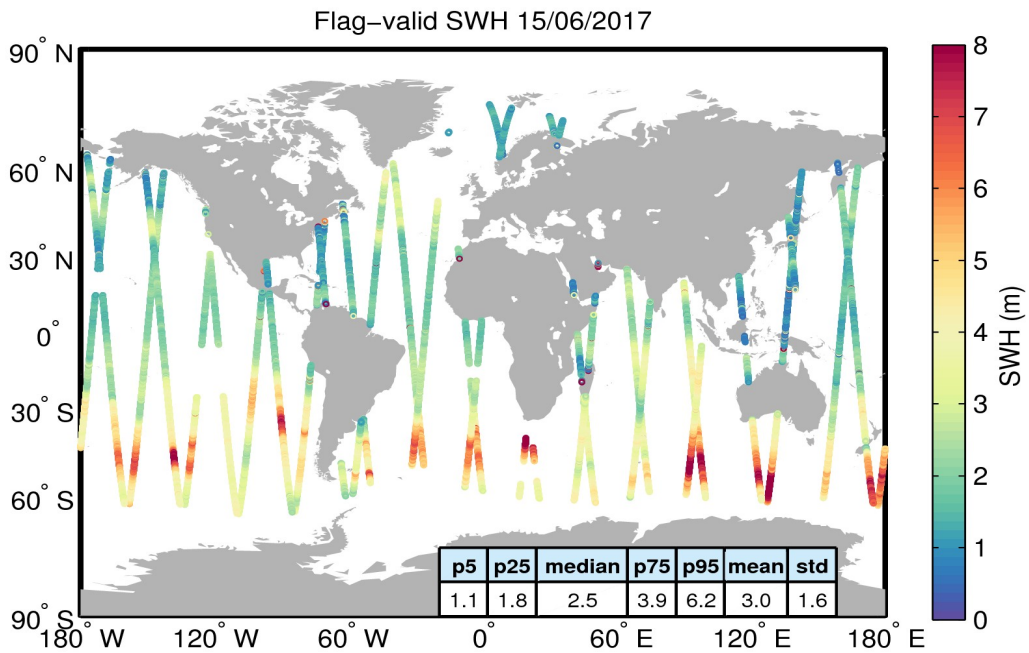 Flag−valid SWH 15/06/2017
90° N
60° N
30° N
0°
30° S
60° S
90° S
180° W
120° W
60° W
0°
60° E
120° E
180° E
p5 p25 median p75 p95 mean std
1.1 1.8 2.5 3.9 6.2 3.0 1.6
8
7
6
5
4
3
2
1
0
SWH (m)